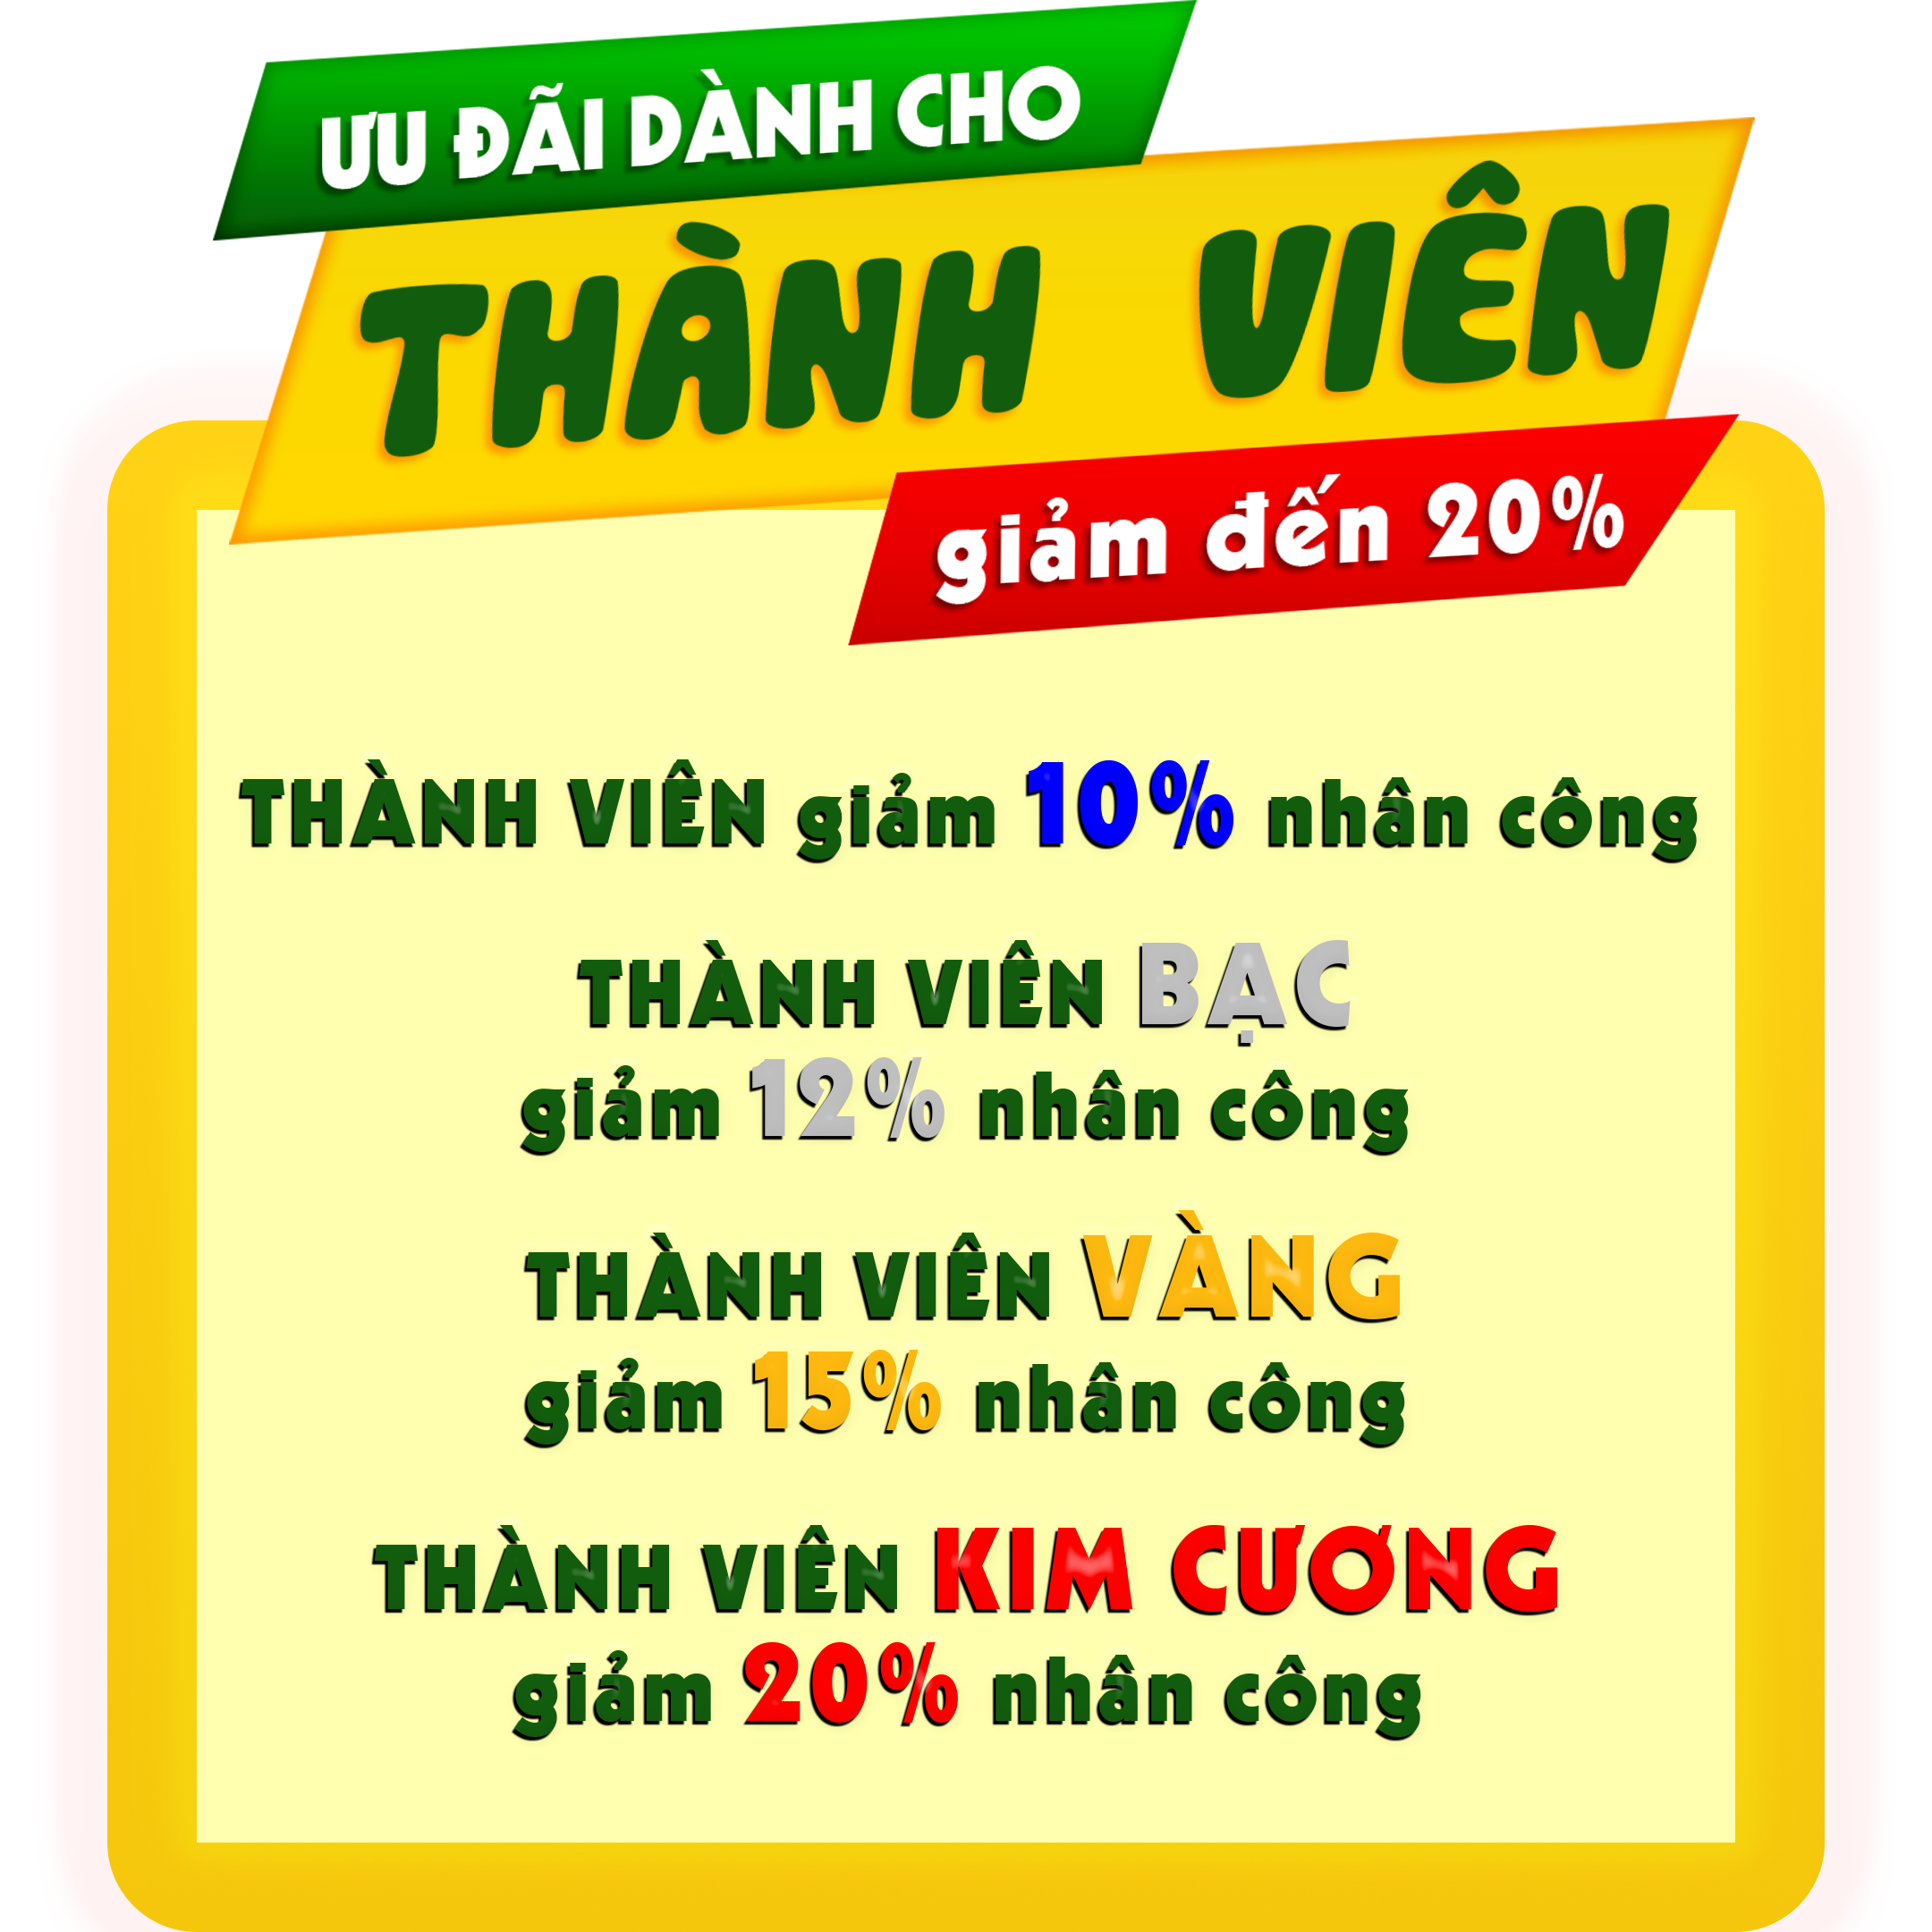 ƯU ĐÃI DÀNH CHO
THÀNH VIÊN
giảm đến 20%
THÀNH VIÊN giảm 10% nhân công
THÀNH VIÊN BẠC
giảm 12% nhân công
THÀNH VIÊN VÀNG
giảm 15% nhân công
THÀNH VIÊN KIM CƯƠNG
giảm 20% nhân công